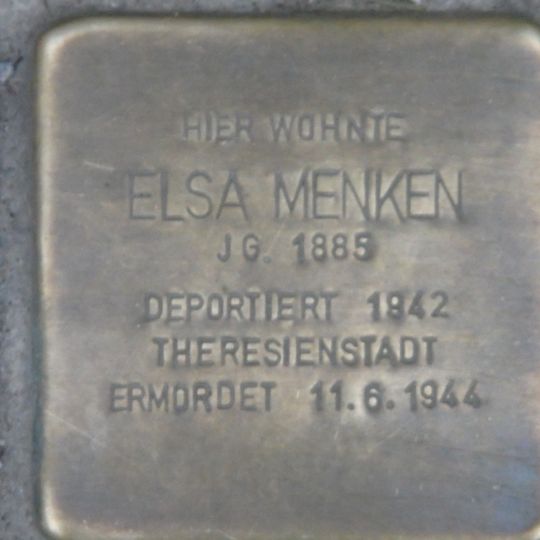 HIER WOHNTE
ELSA MENKEN
JG. 1885
DEPORTIERT 1942
THERESIENSTADT
ERMORDET 11.6.1944